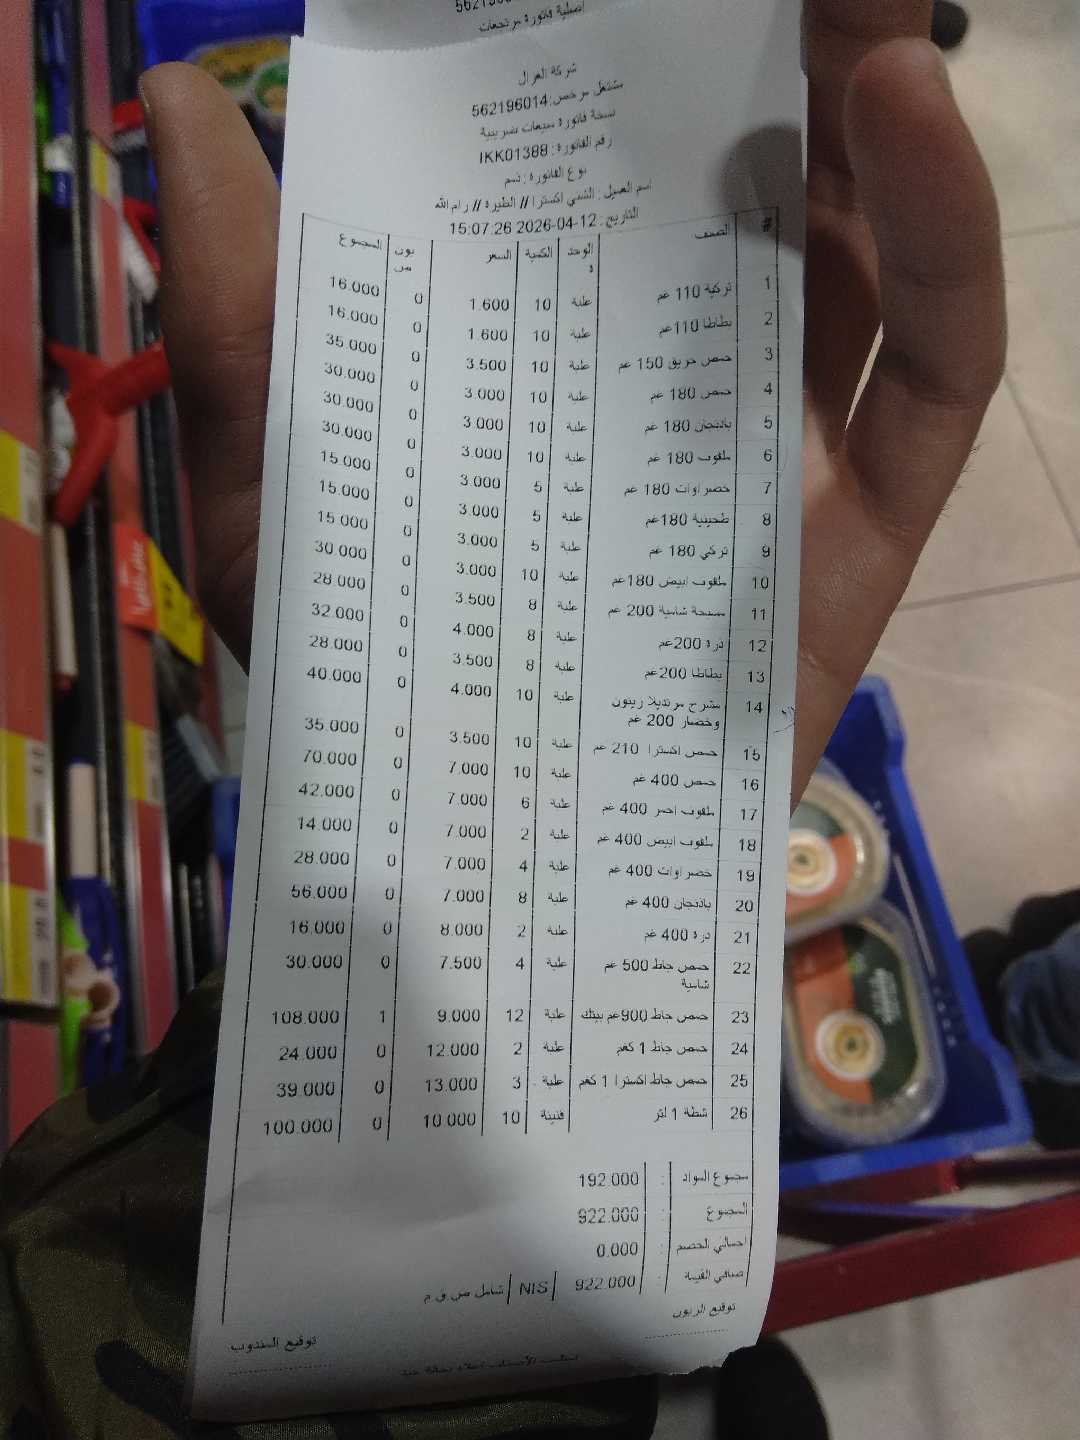 اصلية فاتورة مرتجعات
شركة الغزال
مشتغل مرخص:562196014
نسخة فاتورة مبيعات ضريبية
رقم الفاتورة: IKK01388
نوع الفاتورة: ذمم
اسم العميل : الشني اكسترا // الطيره // رام الله
التاريخ: 12-04-2026 15:07:26
# الصنف الوحدة الكمية السعر بونص المجموع
1 تركية 110 غم علبة 10 1.600 0 16.000
2 بطاطا 110غم علبة 10 1.600 0 16.000
3 حمص حريق 150 غم علبة 10 3.500 0 35.000
4 حمص 180 غم علبة 10 3.000 0 30.000
5 باذنجان 180 غم علبة 10 3.000 0 30.000
6 ملفوف 180 غم علبة 10 3.000 0 30.000
7 خضراوات 180 غم علبة 5 3.000 0 15.000
8 طحينية 180غم علبة 5 3.000 0 15.000
9 تركي 180 غم علبة 5 3.000 0 15.000
10 ملفوف ابيض 180غم علبة 10 3.000 0 30.000
11 مسبحة شامية 200 غم علبة 8 3.500 0 28.000
12 ذره 200غم علبة 8 4.000 0 32.000
13 بطاطا 200غم علبة 8 3.500 0 28.000
14 مشرح مرتديلا زيتون وخضار 200 غم علبة 10 4.000 0 40.000
15 حمص اكسترا 210 غم علبة 10 3.500 0 35.000
16 حمص 400 غم علبة 10 7.000 0 70.000
17 ملفوف احمر 400 غم علبة 6 7.000 0 42.000
18 ملفوف ابيض 400 غم علبة 2 7.000 0 14.000
19 خضراوات 400 غم علبة 4 7.000 0 28.000
20 باذنجان 400 غم علبة 8 7.000 0 56.000
21 ذرة 400 غم علبة 2 8.000 0 16.000
22 حمص جاط 500 غم شامية علبة 4 7.500 0 30.000
23 حمص جاط 900غم بيتك علبة 12 9.000 1 108.000
24 حمص جاط 1 كغم علبة 2 12.000 0 24.000
25 حمص جاط اكسترا 1 كغم علبة 3 13.000 0 39.000
26 شطة 1 لتر قنينة 10 10.000 0 100.000
مجموع المواد : 192.000
المجموع : 922.000
اجمالي الخصم : 0.000
صافي القيمة : 922.000 NIS شامل ض.ق.م
توقيع الزبون
توقيع المندوب